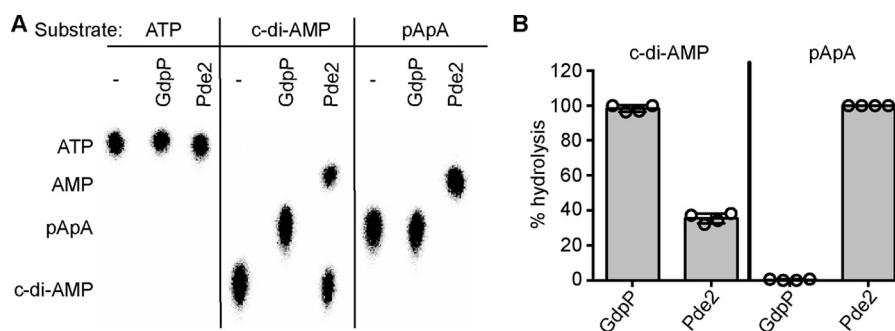 A
Substrate: ATP c-di-AMP pApA
- GdpP Pde2 - GdpP Pde2 - GdpP Pde2
ATP
AMP
pApA
c-di-AMP
B
c-di-AMP pApA
% hydrolysis
120
100
80
60
40
20
0
GdpP Pde2 GdpP Pde2